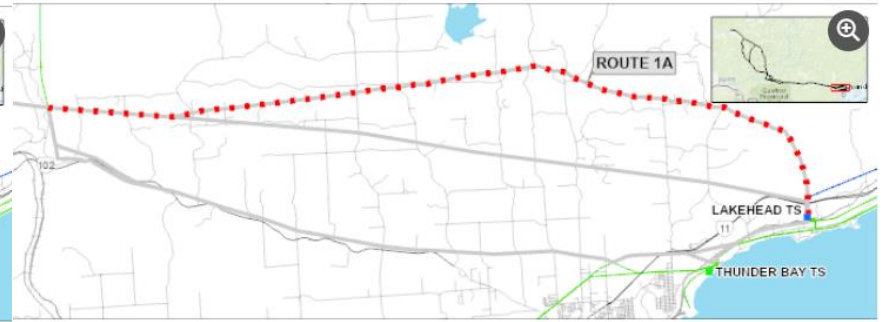 ROUTE 1A
102
LAKEHEAD TS
11
THUNDER BAY TS